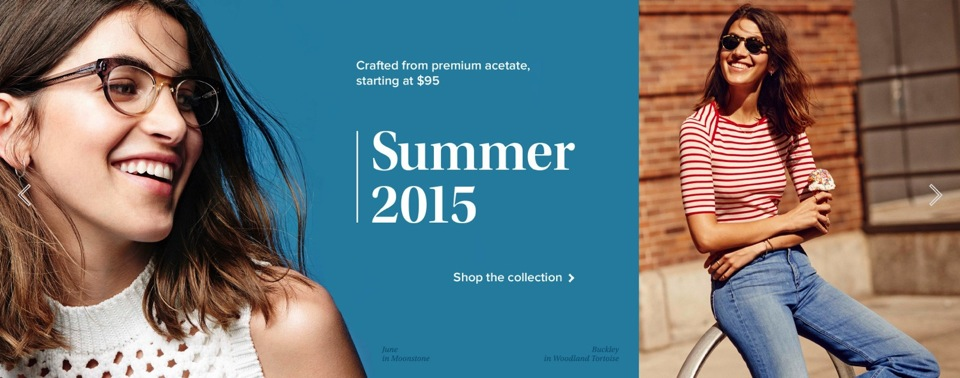 Crafted from premium acetate,
starting at $95
Summer
2015
Shop the collection
June
in Moonstone
Buckley
in Woodland Tortoise